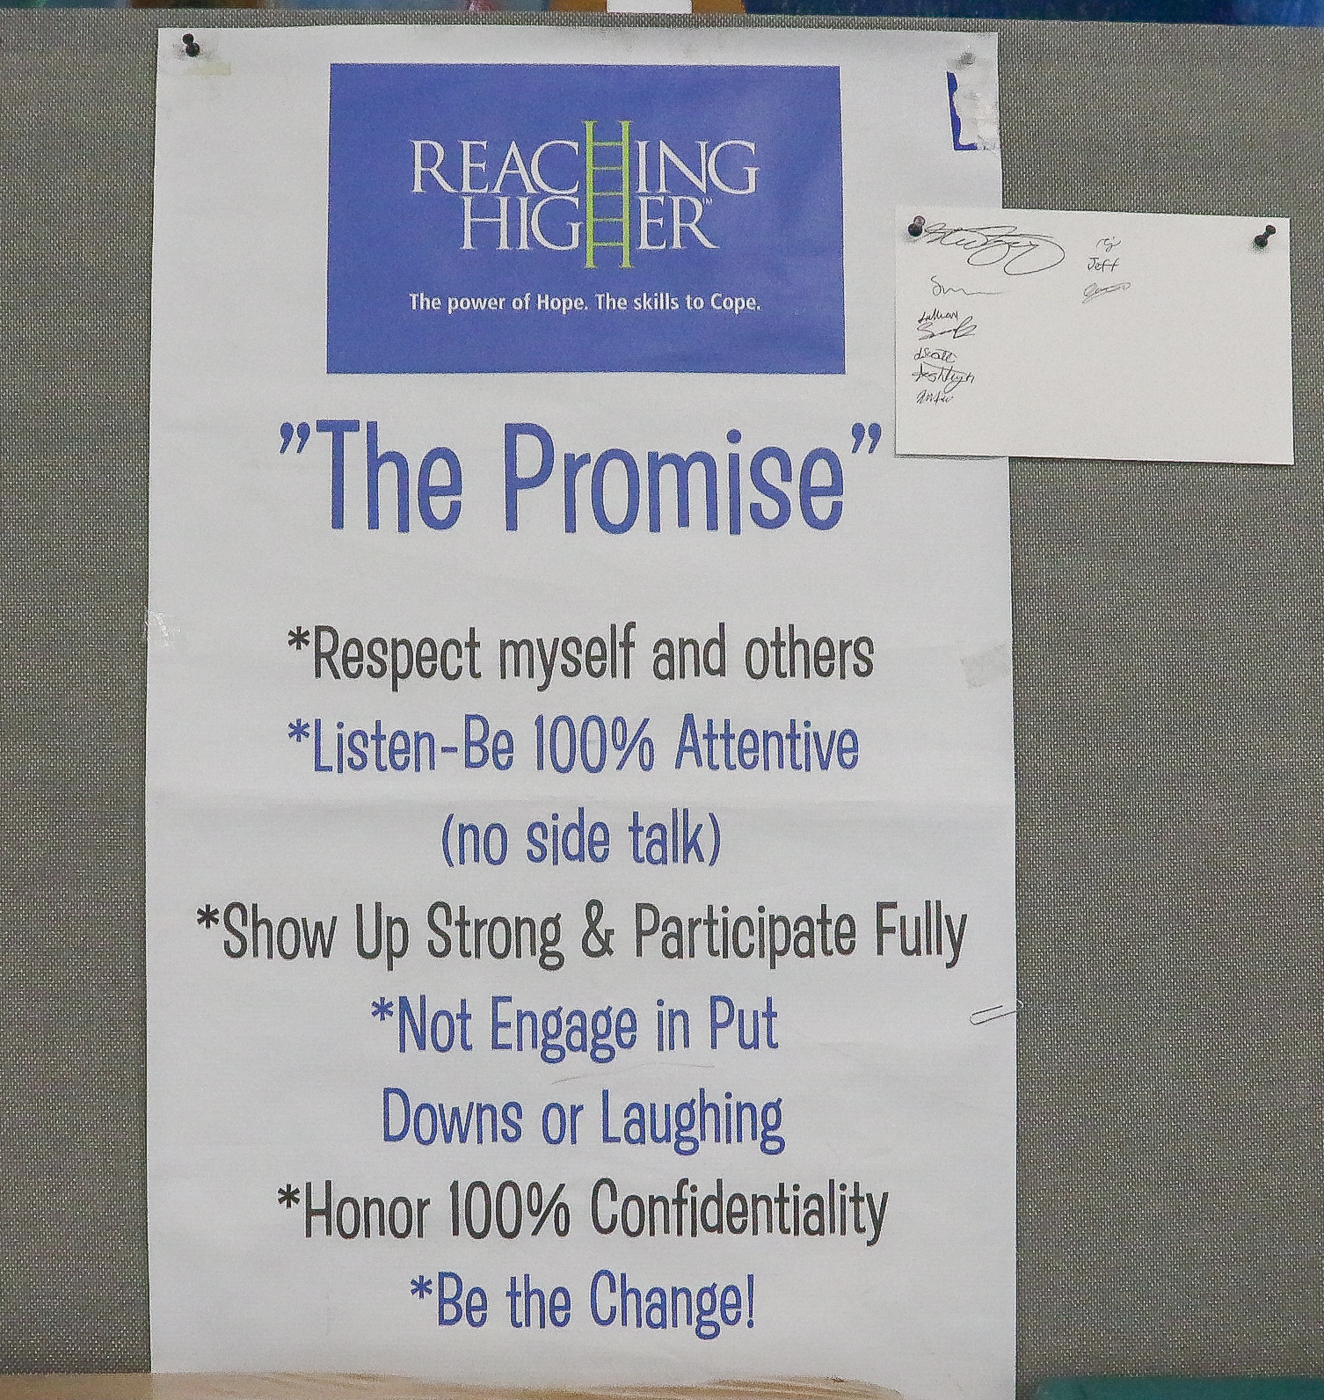 REACHING
HIGHER™
The power of Hope. The skills to Cope.
"The Promise"
*Respect myself and others
*Listen-Be 100% Attentive
(no side talk)
*Show Up Strong & Participate Fully
*Not Engage in Put
Downs or Laughing
*Honor 100% Confidentiality
*Be the Change!
Jeff
Ashlyn